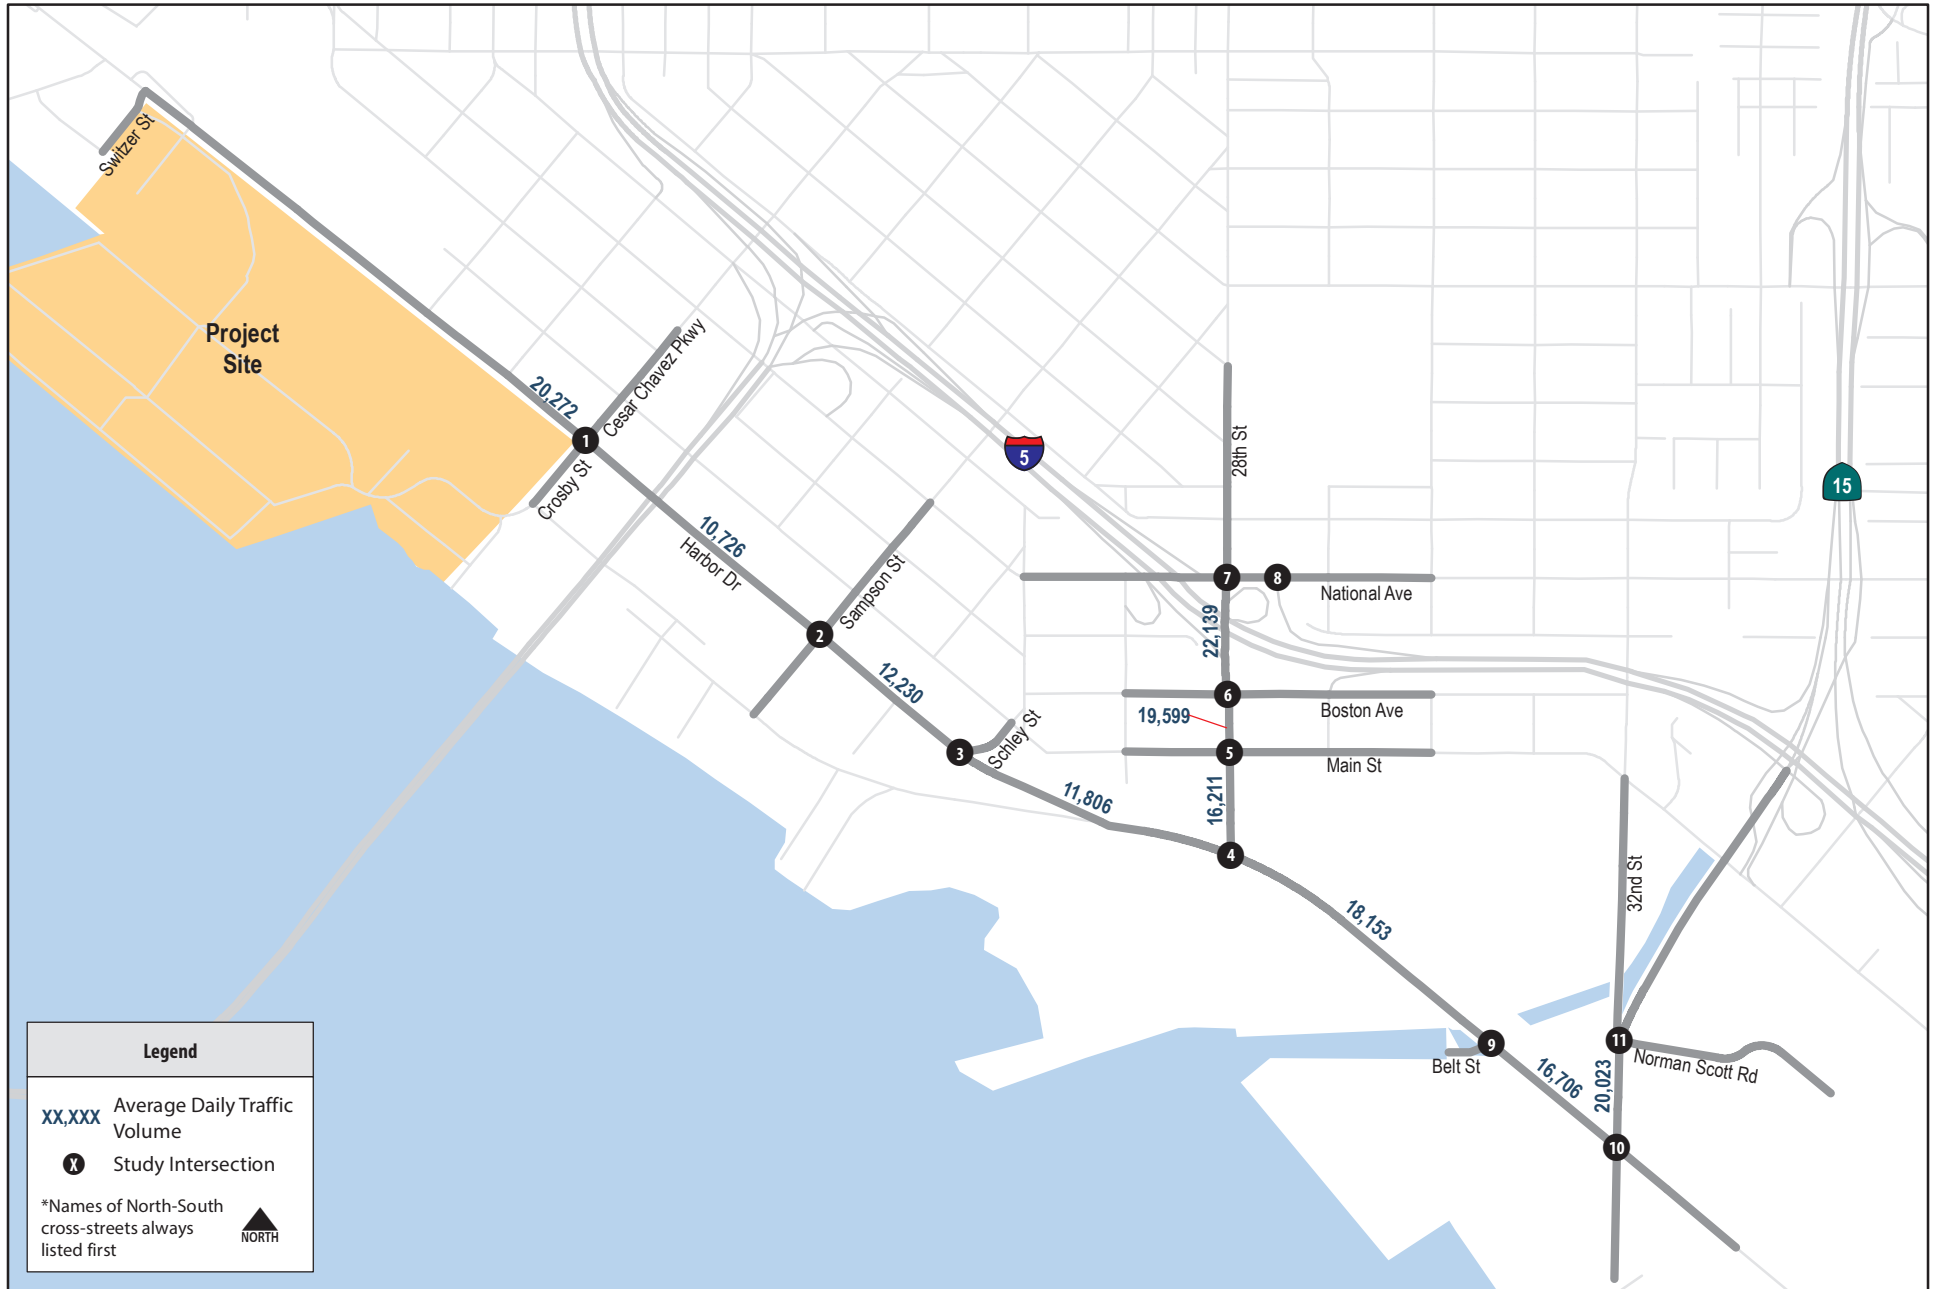 Switzer St
Project
Site
20,272
Cesar Chavez Pkwy
1
Crosby St
10,726
Harbor Dr
5
28th St
15
Sampson St
2
7
8
National Ave
22,139
12,230
6
Boston Ave
19,599
Schley St
3
5
Main St
11,806
16,211
4
32nd St
18,153
9
Belt St
11
Norman Scott Rd
16,706
20,023
10
Legend
XX,XXX Average Daily Traffic
Volume
X Study Intersection
*Names of North-South
cross-streets always
listed first
NORTH